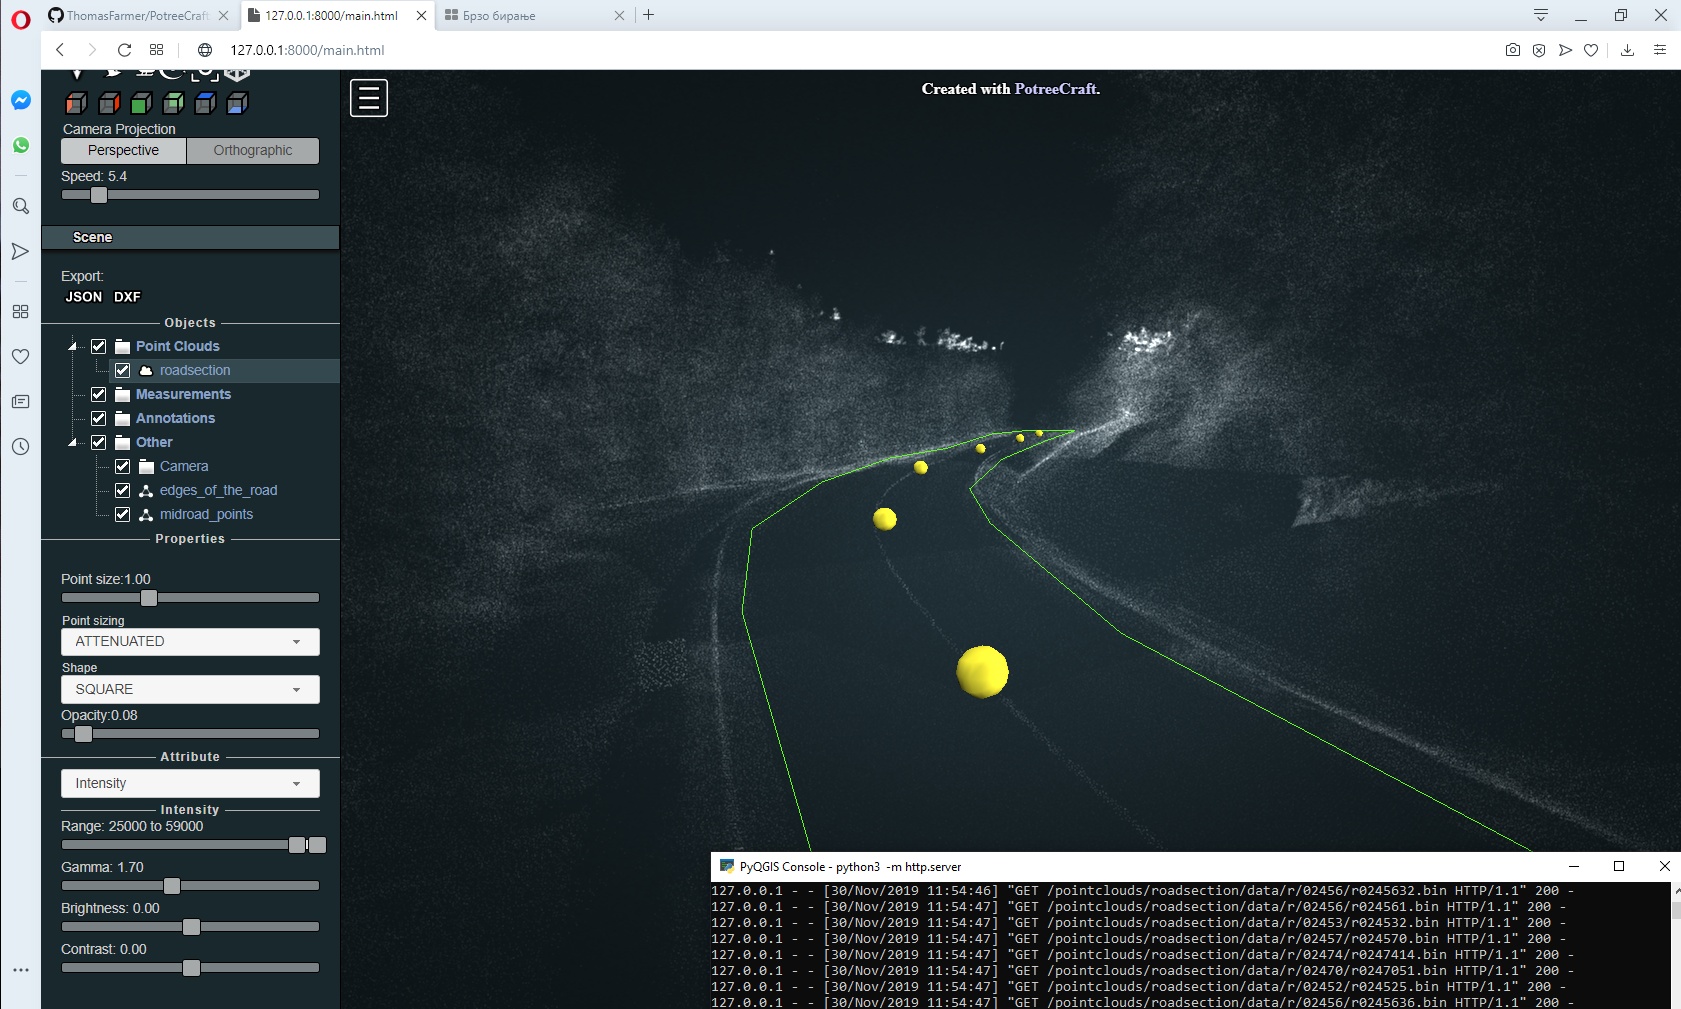 ThomasFarmer/PotreeCraft
127.0.0.1:8000/main.html
Брзо бирање
127.0.0.1:8000/main.html
Created with PotreeCraft.
Camera Projection
Perspective
Orthographic
Speed: 5.4
Scene
Export:
JSON DXF
Objects
Point Clouds
roadsection
Measurements
Annotations
Other
Camera
edges_of_the_road
midroad_points
Properties
Point size:1.00
Point sizing
ATTENUATED
Shape
SQUARE
Opacity:0.08
Attribute
Intensity
Intensity
Range: 25000 to 59000
Gamma: 1.70
Brightness: 0.00
Contrast: 0.00
PyQGIS Console - python3 -m http.server
127.0.0.1 - - [30/Nov/2019 11:54:46] "GET /pointclouds/roadsection/data/r/02456/r0245632.bin HTTP/1.1" 200 -
127.0.0.1 - - [30/Nov/2019 11:54:47] "GET /pointclouds/roadsection/data/r/02456/r024561.bin HTTP/1.1" 200 -
127.0.0.1 - - [30/Nov/2019 11:54:47] "GET /pointclouds/roadsection/data/r/02453/r024532.bin HTTP/1.1" 200 -
127.0.0.1 - - [30/Nov/2019 11:54:47] "GET /pointclouds/roadsection/data/r/02457/r024570.bin HTTP/1.1" 200 -
127.0.0.1 - - [30/Nov/2019 11:54:47] "GET /pointclouds/roadsection/data/r/02474/r0247414.bin HTTP/1.1" 200 -
127.0.0.1 - - [30/Nov/2019 11:54:47] "GET /pointclouds/roadsection/data/r/02470/r0247051.bin HTTP/1.1" 200 -
127.0.0.1 - - [30/Nov/2019 11:54:47] "GET /pointclouds/roadsection/data/r/02452/r024525.bin HTTP/1.1" 200 -
127.0.0.1 - - [30/Nov/2019 11:54:47] "GET /pointclouds/roadsection/data/r/02456/r0245636.bin HTTP/1.1" 200 -